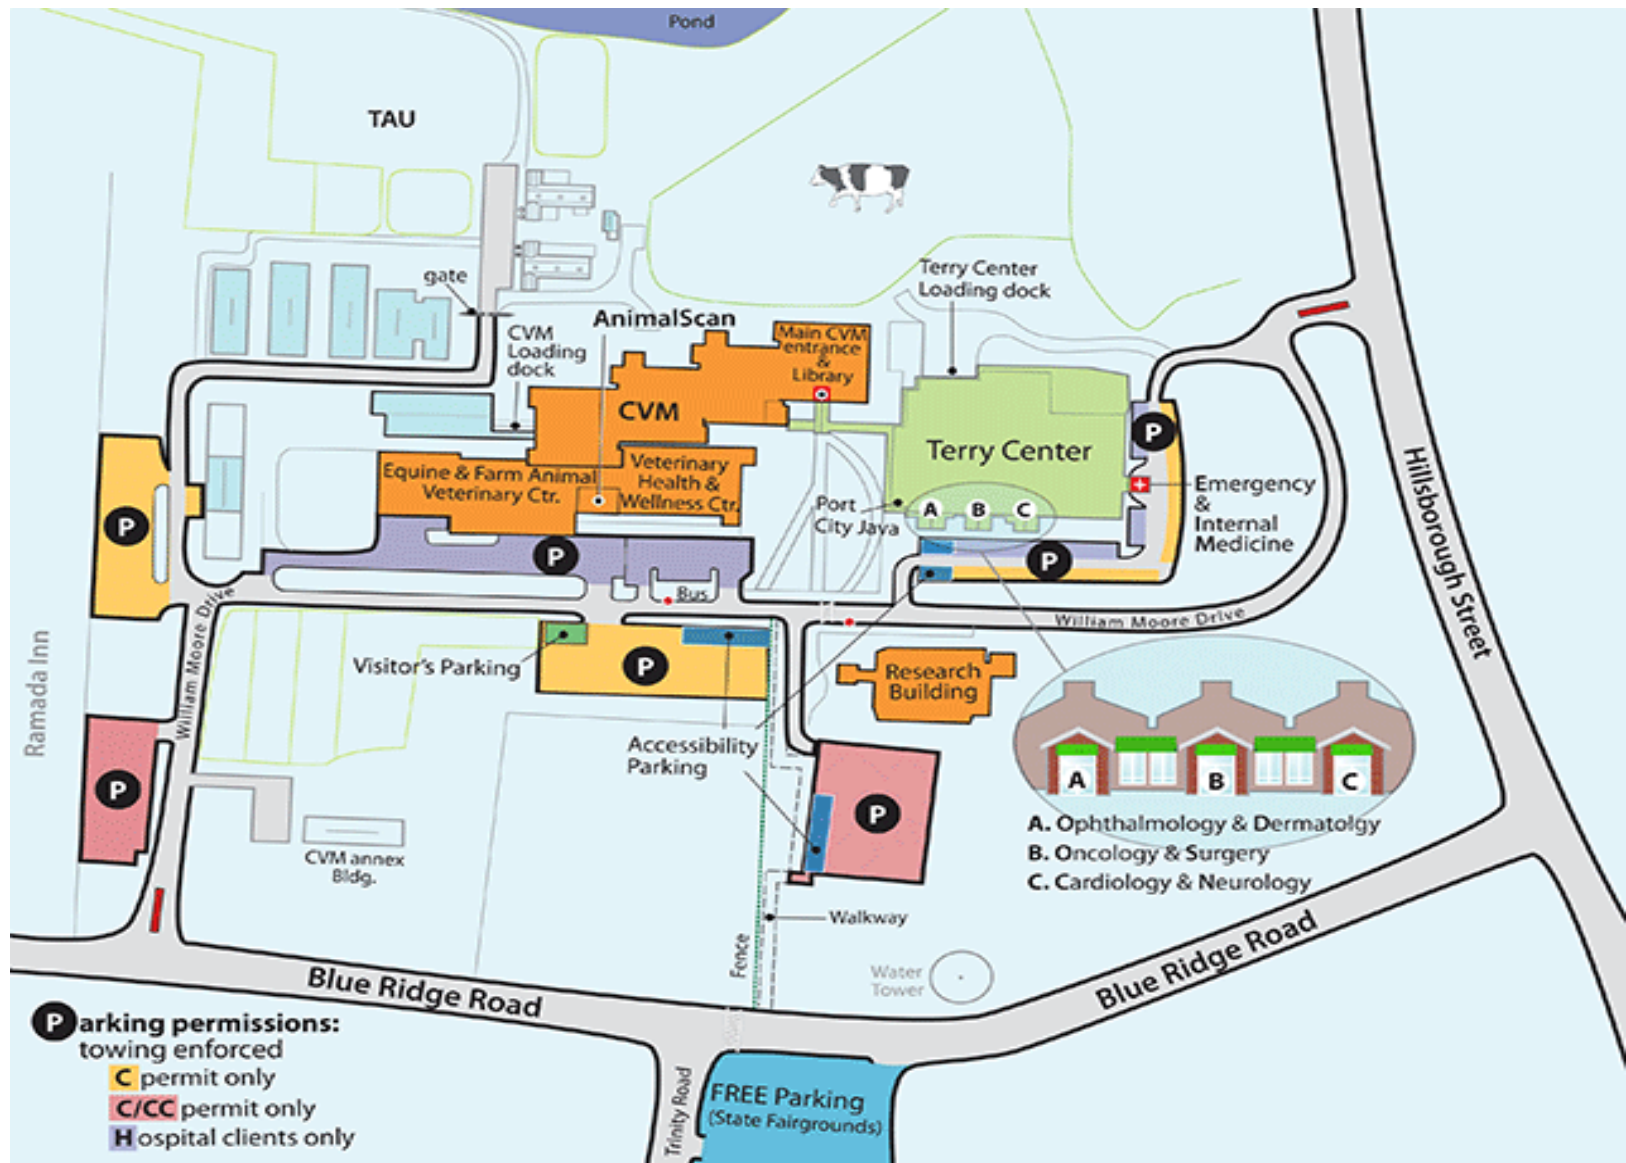 Pond
TAU
gate
Terry Center
Loading dock
AnimalScan
CVM
Loading
dock
Main CVM
entrance
&
Library
CVM
Terry Center
P
Equine & Farm Animal
Veterinary Ctr.
Veterinary
Health &
Wellness Ctr.
Port
City Java
A
B
C
Emergency
&
Internal
Medicine
Hillsborough Street
P
P
P
Bus
William Moore Drive
William Moore Drive
William Moore Drive
Visitor's Parking
P
Research
Building
Ramada Inn
Accessibility
Parking
P
P
A
B
C
A. Ophthalmology & Dermatolgy
B. Oncology & Surgery
C. Cardiology & Neurology
CVM annex
Bldg.
Walkway
Fence
Water
Tower
Blue Ridge Road
Blue Ridge Road
Parking permissions:
towing enforced
C permit only
C/CC permit only
Hospital clients only
Trinity Road
FREE Parking
(State Fairgrounds)